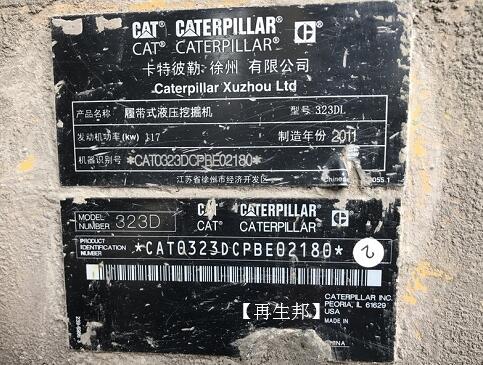 CAT CATERPILLAR
CAT CATERPILLAR
卡特彼勒 徐州 有限公司
Caterpillar Xuzhou Ltd
产品名称: 履带式液压挖掘机 型号 323DL
发动机功率(kw) 117 制造年份 2011
机器识别号 *CAT0323DCPBE02180*
江苏省徐州市经济开发区
MODEL NUMBER 323D CAT CATERPILLAR
CAT CATERPILLAR
PRODUCT IDENTIFICATION NUMBER *CAT0323DCPBE02180* 2
CATERPILLAR INC.
PEORIA, IL 61629
USA
MADE IN
【再生邦】